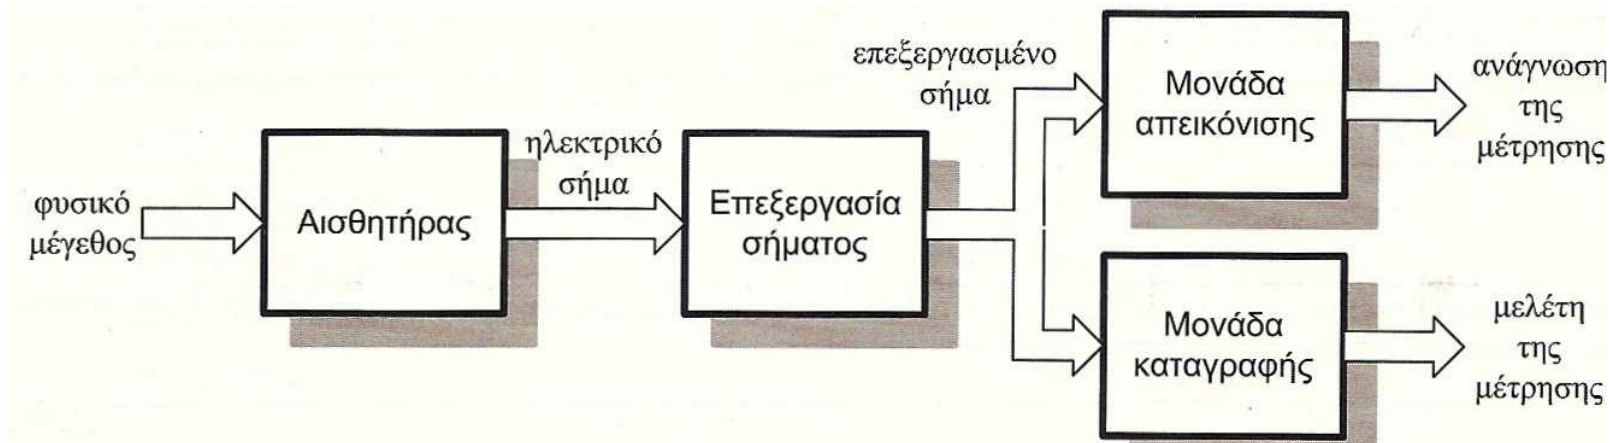 φυσικό
μέγεθος
Αισθητήρας
ηλεκτρικό
σήμα
Επεξεργασία
σήματος
επεξεργασμένο
σήμα
Μονάδα
απεικόνισης
ανάγνωση
της
μέτρησης
Μονάδα
καταγραφής
μελέτη
της
μέτρησης